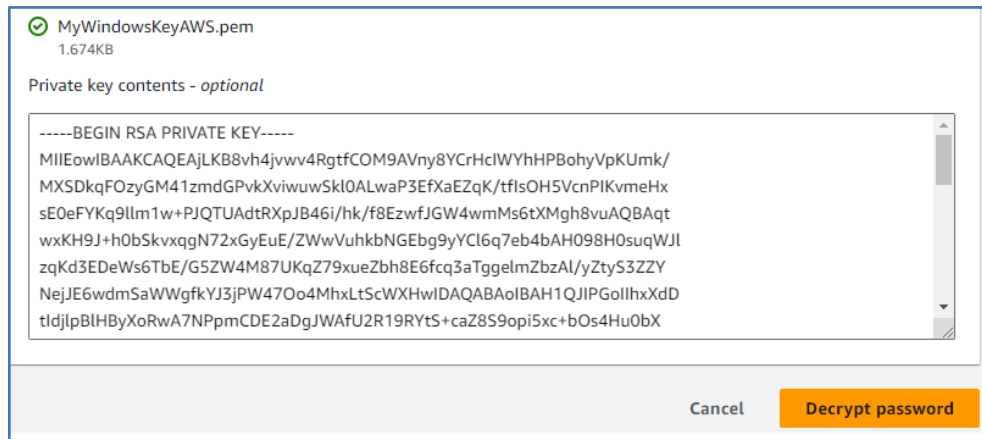 MyWindowsKeyAWS.pem
1.674KB
Private key contents - optional
-----BEGIN RSA PRIVATE KEY-----
MIIEowIBAAKCAQEAjLKB8vh4jvwv4RgtfCOM9AVny8YCrHcIWYhHPBohyVpKUmk/
MXSDkqFOzyGM41zmdGPvkXviwuwSkl0ALwaP3EfXaEZqK/tfIsOH5VcnPIKvmeHx
sE0eFYKq9llm1w+PJQTUAdtRXpJB46i/hk/f8EzwfJGW4wmMs6tXMgh8vuAQBAqt
wxKH9J+h0bSkvxqgN72xGyEuE/ZWwVuhkbNGEbg9yYCl6q7eb4bAH098H0suqWJl
zqKd3EDeWs6TbE/G5ZW4M87UKqZ79xueZbh8E6fcq3aTggelmZbzAl/yZtyS3ZZY
NejJE6wdmSaWWgfkYJ3jPW47Oo4MhxLtScWXHwIDAQABAoIBAH1QJIPGoIIhxXdD
tIdjlpBlHByXoRwA7NPpmCDE2aDgJWAfU2R19RYtS+caZ8S9opi5xc+bOs4Hu0bX
Cancel
Decrypt password